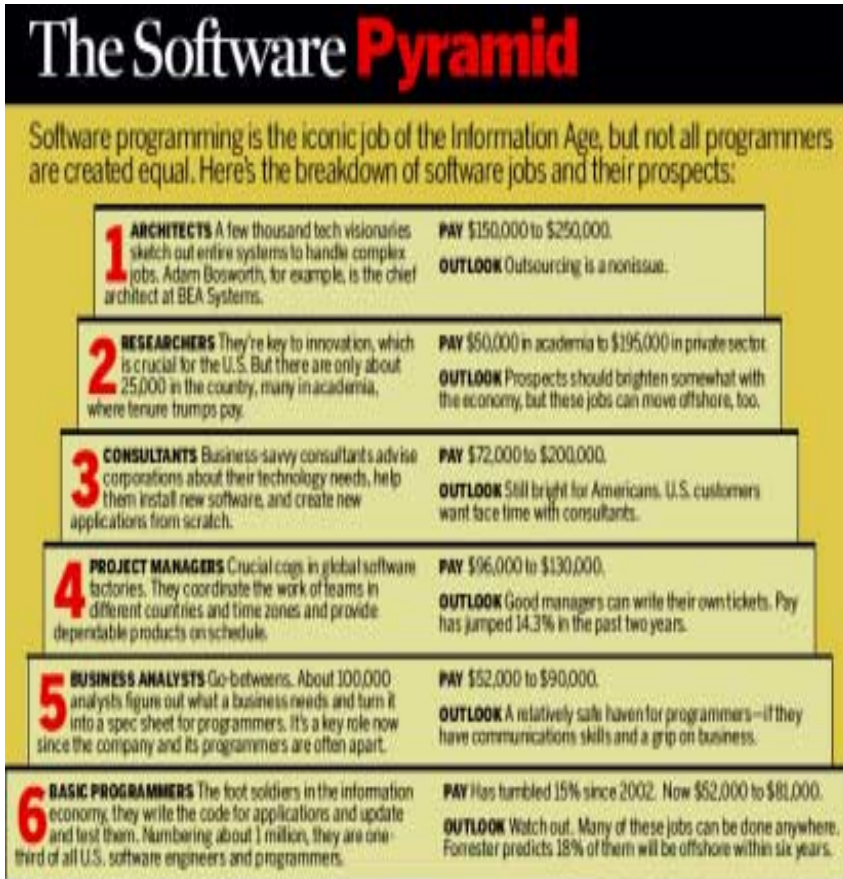 The Software Pyramid
Software programming is the iconic job of the Information Age, but not all programmers
are created equal. Here's the breakdown of software jobs and their prospects:
1 ARCHITECTS A few thousand tech visionaries
sketch out entire systems to handle complex
jobs. Adam Bosworth, for example, is the chief
architect at BEA Systems.
PAY $150,000 to $250,000.
OUTLOOK Outsourcing is a nonissue.
2 RESEARCHERS They're key to innovation, which
is crucial for the U.S. But there are only about
25,000 in the country, many in academia,
where tenure trumps pay.
PAY $50,000 in academia to $195,000 in private sector.
OUTLOOK Prospects should brighten somewhat with
the economy, but these jobs can move offshore, too.
3 CONSULTANTS Business-savvy consultants advise
corporations about their technology needs, help
them install new software, and create new
applications from scratch.
PAY $72,000 to $200,000.
OUTLOOK Still bright for Americans. U.S. customers
want face time with consultants.
4 PROJECT MANAGERS Crucial cogs in global software
factories. They coordinate the work of teams in
different countries and time zones and provide
dependable products on schedule.
PAY $96,000 to $130,000.
OUTLOOK Good managers can write their own tickets. Pay
has jumped 14.3% in the past two years.
5 BUSINESS ANALYSTS Go-betweens. About 100,000
analysts figure out what a business needs and turn it
into a spec sheet for programmers. It's a key role now
since the company and its programmers are often apart.
PAY $52,000 to $90,000.
OUTLOOK A relatively safe haven for programmers—if they
have communications skills and a grip on business.
6 BASIC PROGRAMMERS The foot soldiers in the information
economy, they write the code for applications and update
and test them. Numbering about 1 million, they are one-
third of all U.S. software engineers and programmers.
PAY Has tumbled 15% since 2002. Now $52,000 to $81,000.
OUTLOOK Watch out. Many of these jobs can be done anywhere.
Forrester predicts 18% of them will be offshore within six years.